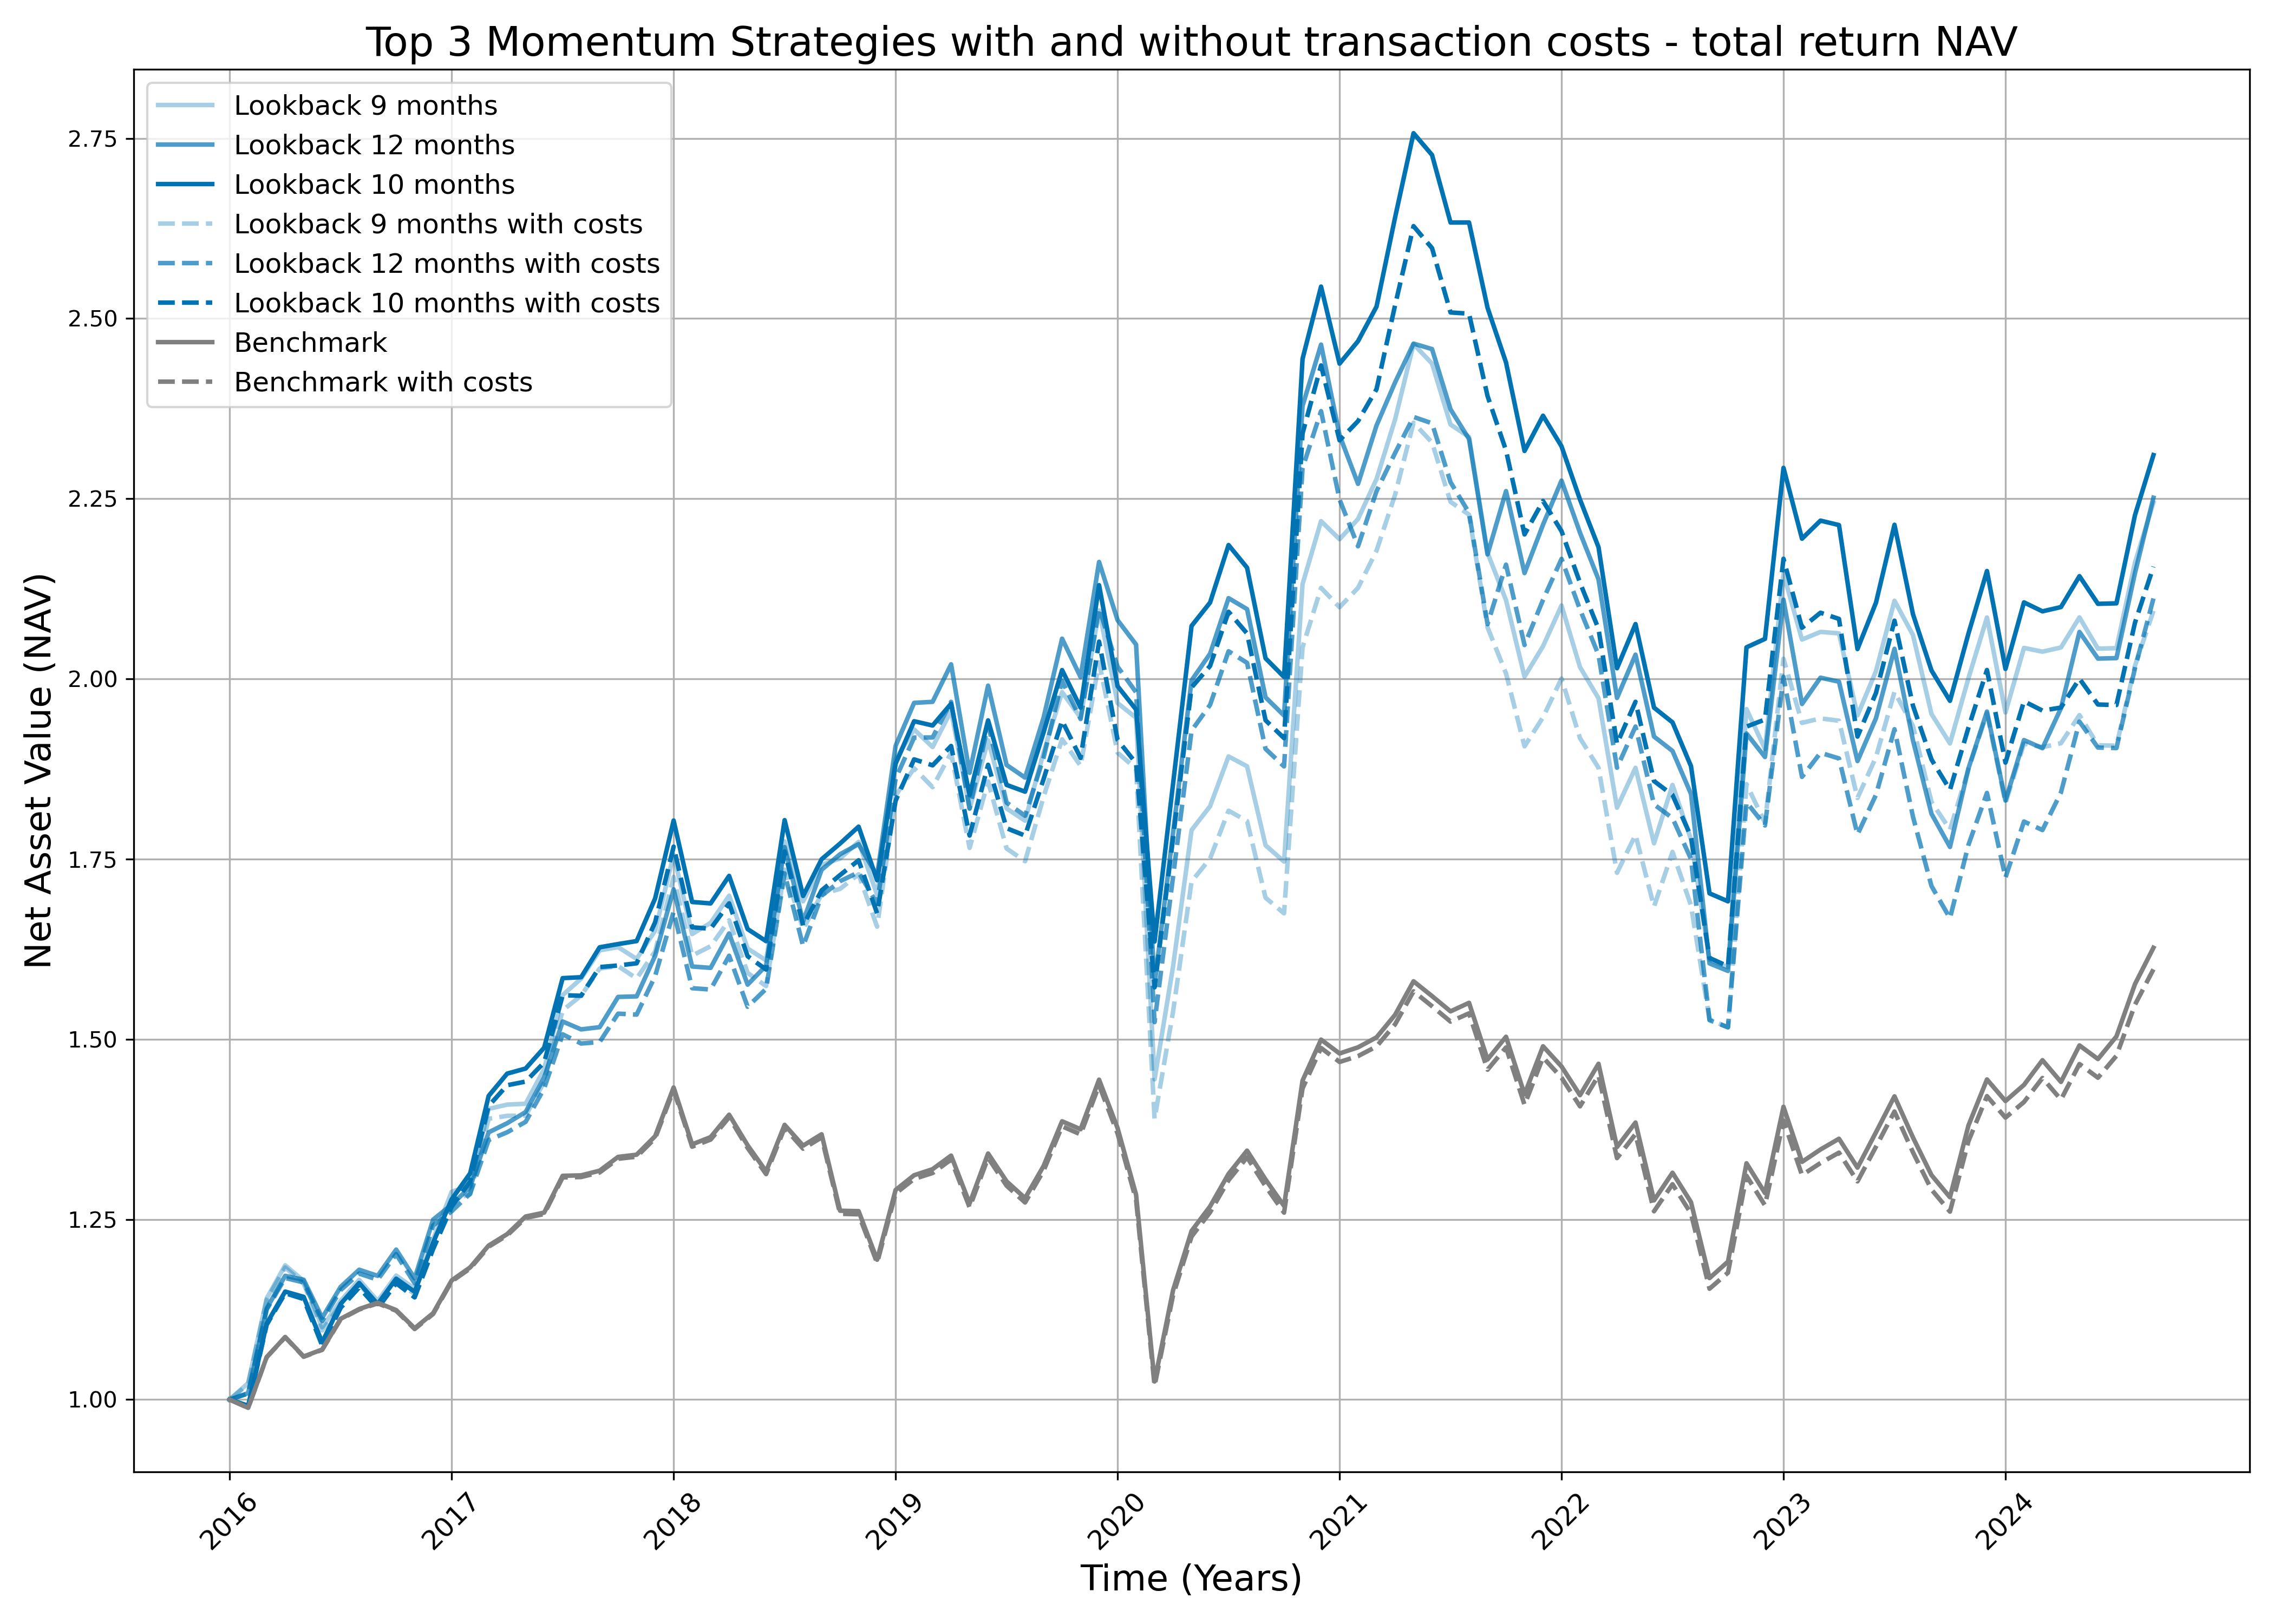 Top 3 Momentum Strategies with and without transaction costs - total return NAV
Lookback 9 months
Lookback 12 months
Lookback 10 months
Lookback 9 months with costs
Lookback 12 months with costs
Lookback 10 months with costs
Benchmark
Benchmark with costs
Net Asset Value (NAV)
2.75
2.50
2.25
2.00
1.75
1.50
1.25
1.00
2016
2017
2018
2019
2020
2021
2022
2023
2024
Time (Years)